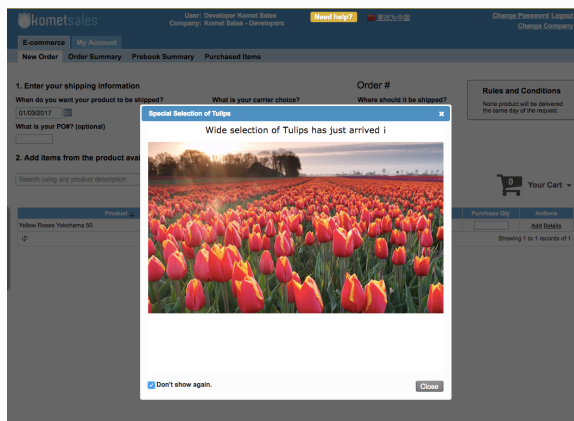 kometsales
User: Developer Komet Sales
Company: Komet Sales - Developers
Need help?
更改为中国
Change Password Logout
Change Company
E-commerce My Account
New Order Order Summary Prebook Summary Purchased Items
1. Enter your shipping information
Order #
When do you want your product to be shipped? What is your carrier choice? Where should it be shipped?
01/03/2017
What is your PO#? (optional)
Rules and Conditions
None product will be delivered
the same day of the request.
Special Selection of Tulips x
Wide selection of Tulips has just arrived i
2. Add items from the product avai
Search using any product description
0 Your Cart
Product Purchase Qty Actions
Yellow Roses Yokohama 50 Add Details
Showing 1 to 1 records of 1
Don't show again.
Close